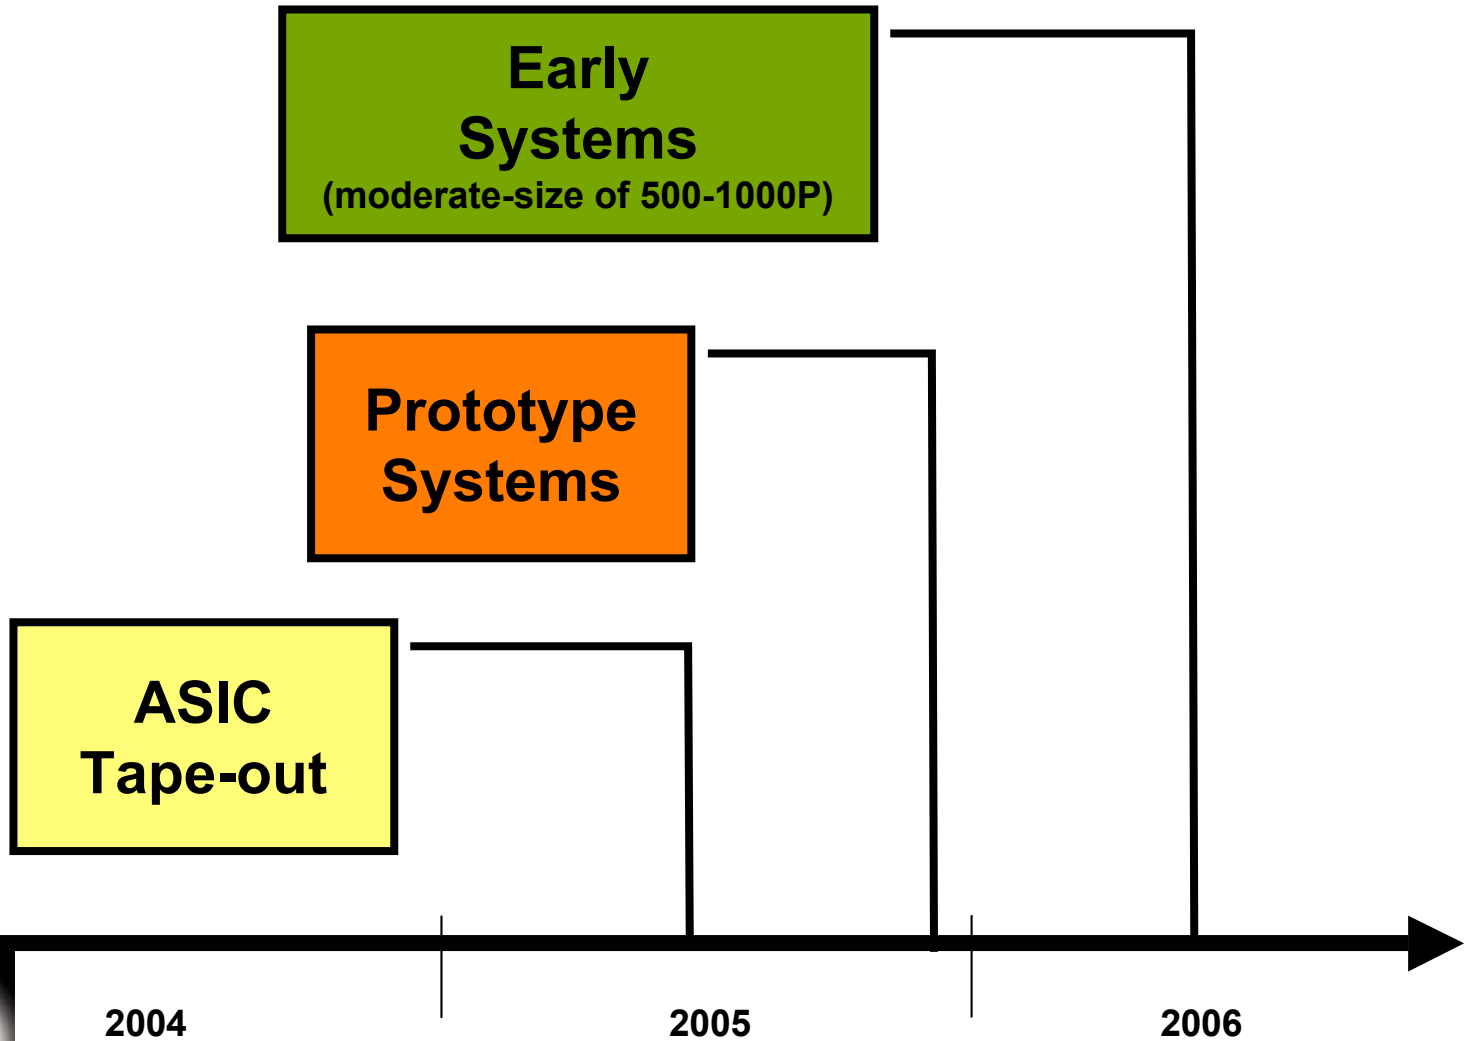 Early
Systems
(moderate-size of 500-1000P)
Prototype
Systems
ASIC
Tape-out
2004 2005 2006